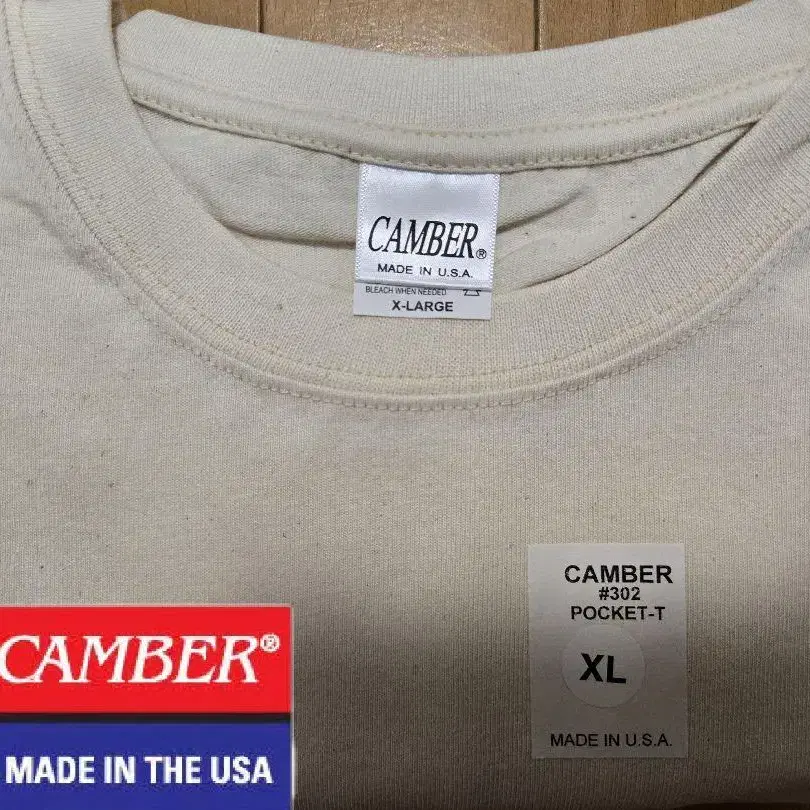 CAMBER®
MADE IN U.S.A.
BLEACH WHEN NEEDED
X-LARGE
CAMBER
#302
POCKET-T
XL
MADE IN U.S.A.
CAMBER®
MADE IN THE USA